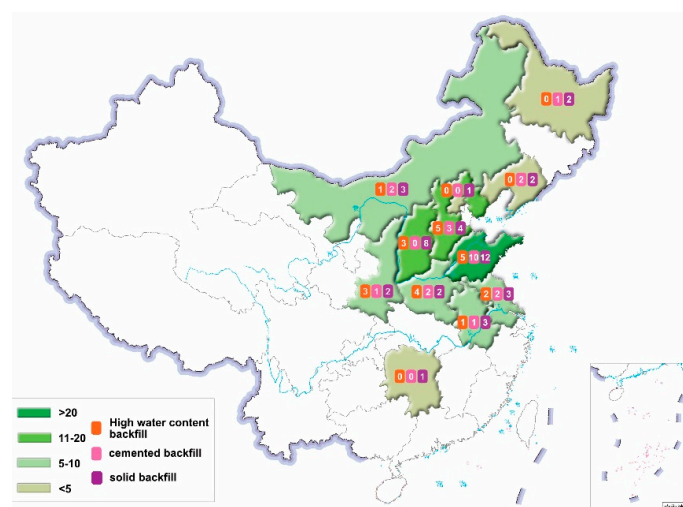 0 1 2
0 2 2
1 2 3
0 0 1
5 3 4
3 0 8
5 10 12
3 1 2
4 2 2
2 2 3
1 1 3
0 0 1
>20
11-20
5-10
<5
High water content
backfill
cemented backfill
solid backfill